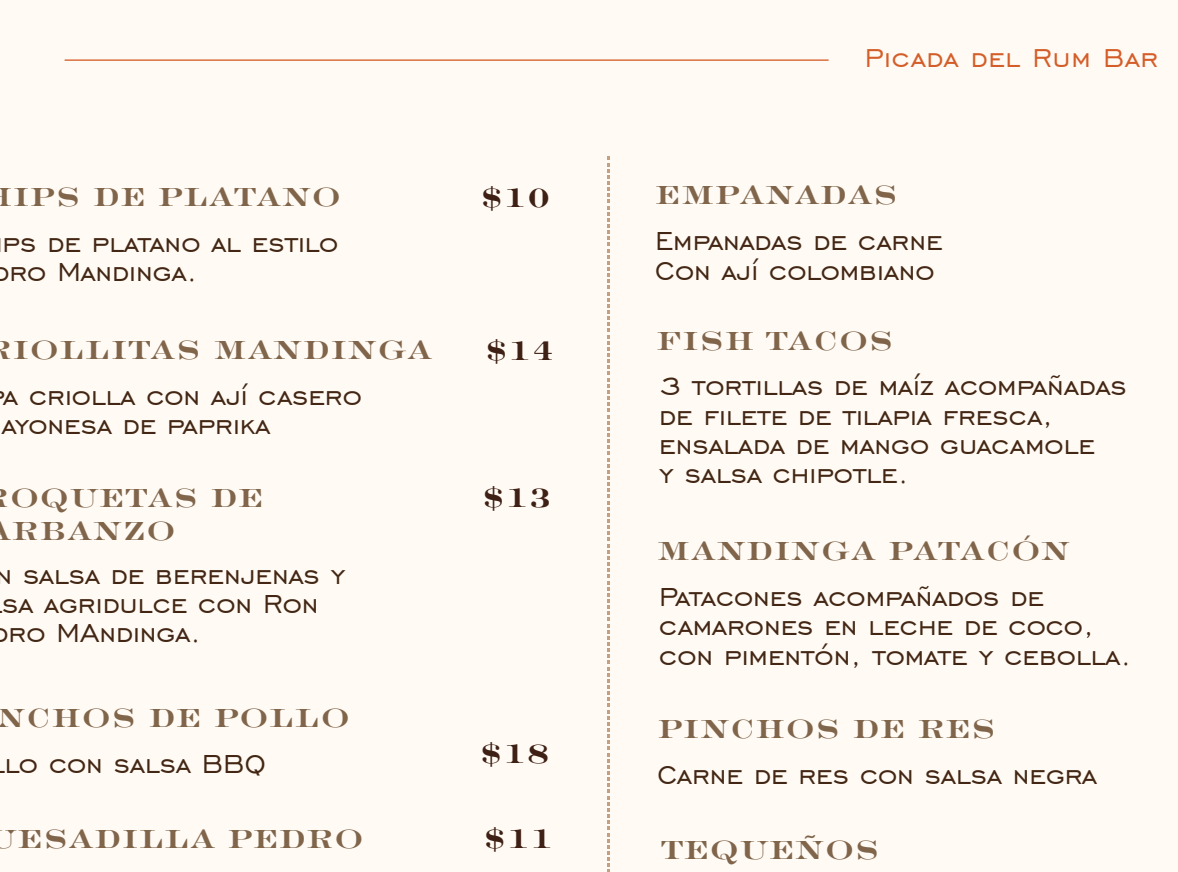 Picada del Rum Bar
HIPS DE PLATANO $10
IPS DE PLATANO AL ESTILO
DRO MANDINGA.
RIOLLITAS MANDINGA $14
PA CRIOLLA CON AJÍ CASERO
AYONESA DE PAPRIKA
ROQUETAS DE $13
ARBANZO
N SALSA DE BERENJENAS Y
LSA AGRIDULCE CON RON
DRO MANDINGA.
NCHOS DE POLLO
$18
LLO CON SALSA BBQ
UESADILLA PEDRO $11
EMPANADAS
EMPANADAS DE CARNE
CON AJÍ COLOMBIANO
FISH TACOS
3 TORTILLAS DE MAÍZ ACOMPAÑADAS
DE FILETE DE TILAPIA FRESCA,
ENSALADA DE MANGO GUACAMOLE
Y SALSA CHIPOTLE.
MANDINGA PATACÓN
PATACONES ACOMPAÑADOS DE
CAMARONES EN LECHE DE COCO,
CON PIMENTÓN, TOMATE Y CEBOLLA.
PINCHOS DE RES
CARNE DE RES CON SALSA NEGRA
TEQUEÑOS